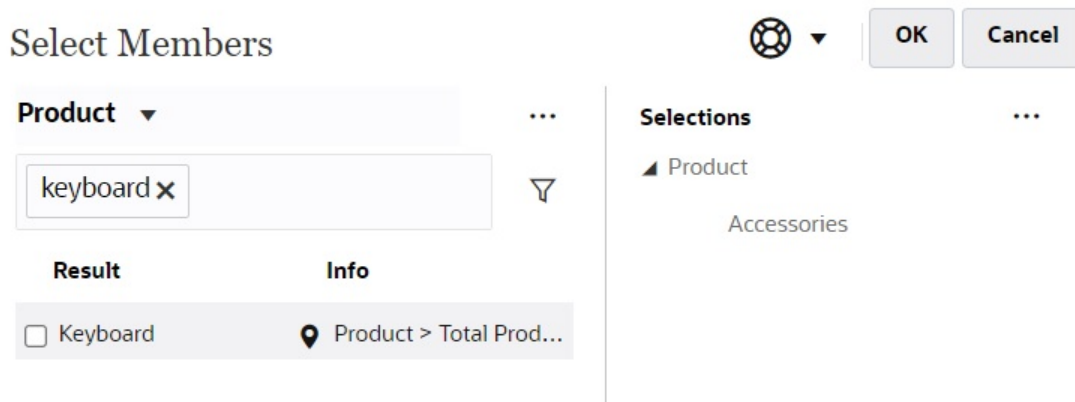 Select Members
OK
Cancel
Product
...
Selections
...
keyboard
Product
Accessories
Result Info
Keyboard Product > Total Prod...